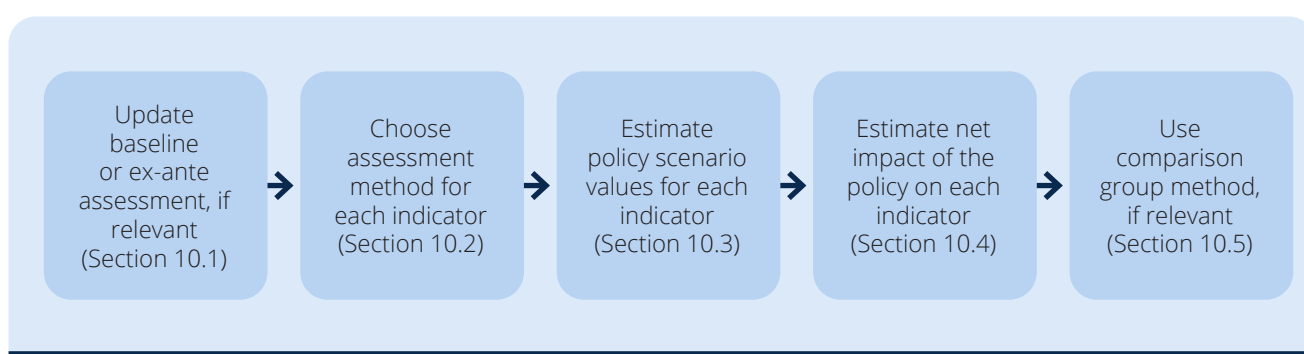 Update
baseline
or ex-ante
assessment, if
relevant
(Section 10.1)
Choose
assessment
method for
each indicator
(Section 10.2)
Estimate
policy scenario
values for each
indicator
(Section 10.3)
Estimate net
impact of the
policy on each
indicator
(Section 10.4)
Use
comparison
group method,
if relevant
(Section 10.5)